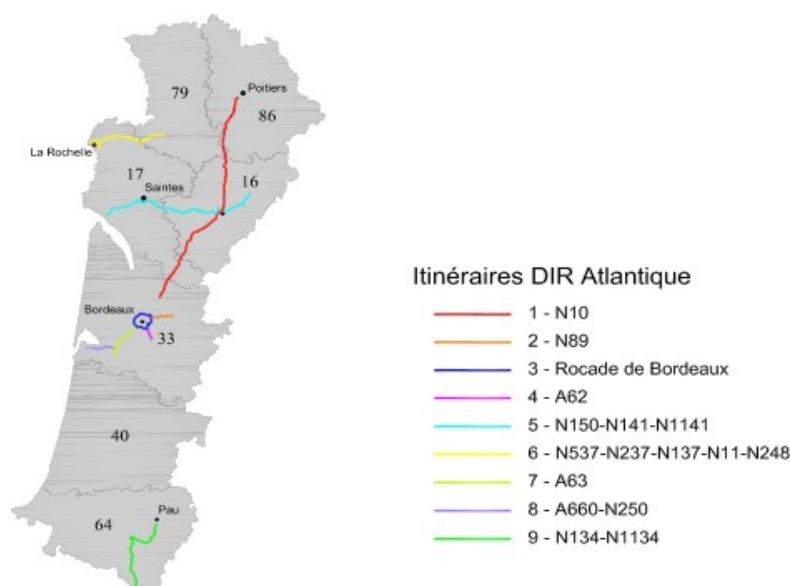 79
Poitiers
86
La Rochelle
17
Saintes
16
Bordeaux
33
40
64
Pau
Itinéraires DIR Atlantique
1 - N10
2 - N89
3 - Rocade de Bordeaux
4 - A62
5 - N150-N141-N1141
6 - N537-N237-N137-N11-N248
7 - A63
8 - A660-N250
9 - N134-N1134